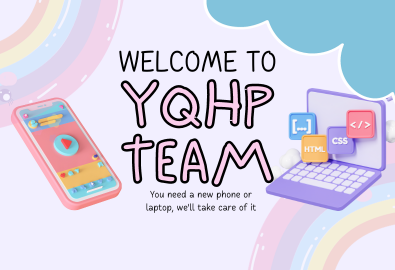 WELCOME TO
YQHP
TEAM
You need a new phone or
laptop, we'll take care of it
[...]
</>
HTML
CSS